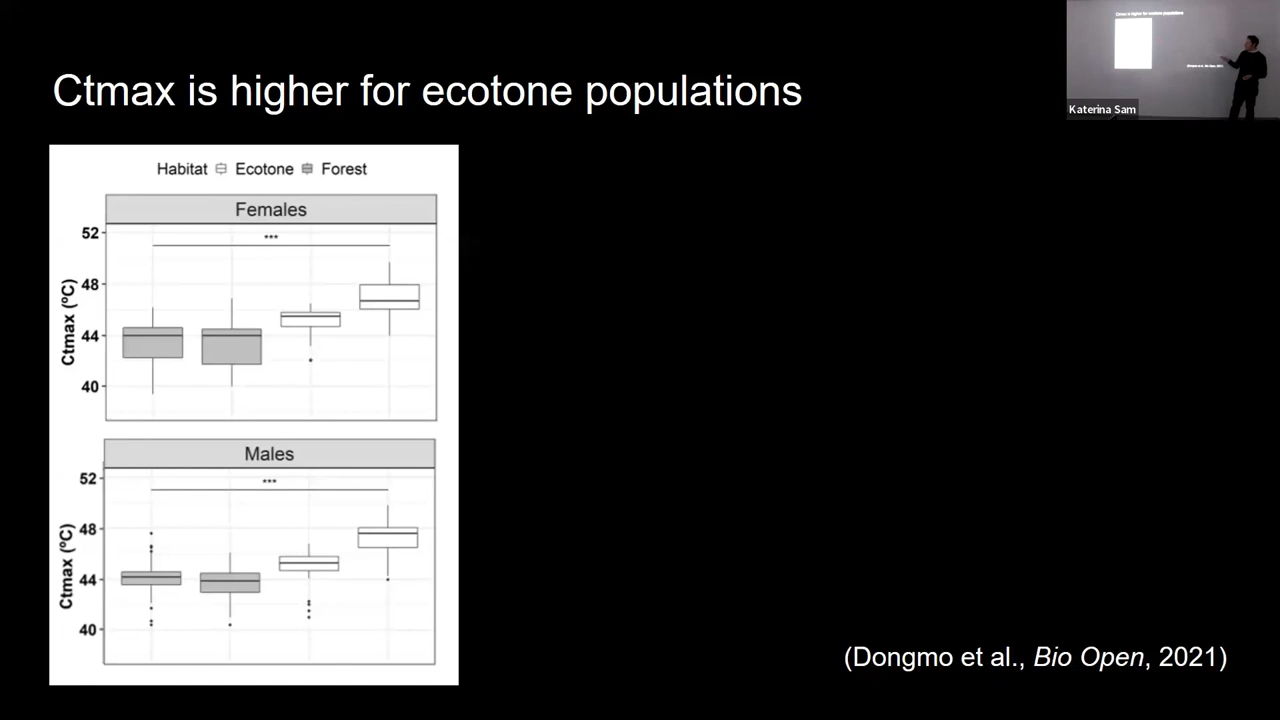 Ctmax is higher for ecotone populations
Katerina Sam
Habitat Ecotone Forest
Females
52
***
48
44
40
Ctmax (ºC)
Males
52
***
48
44
40
Ctmax (ºC)
(Dongmo et al., Bio Open, 2021)